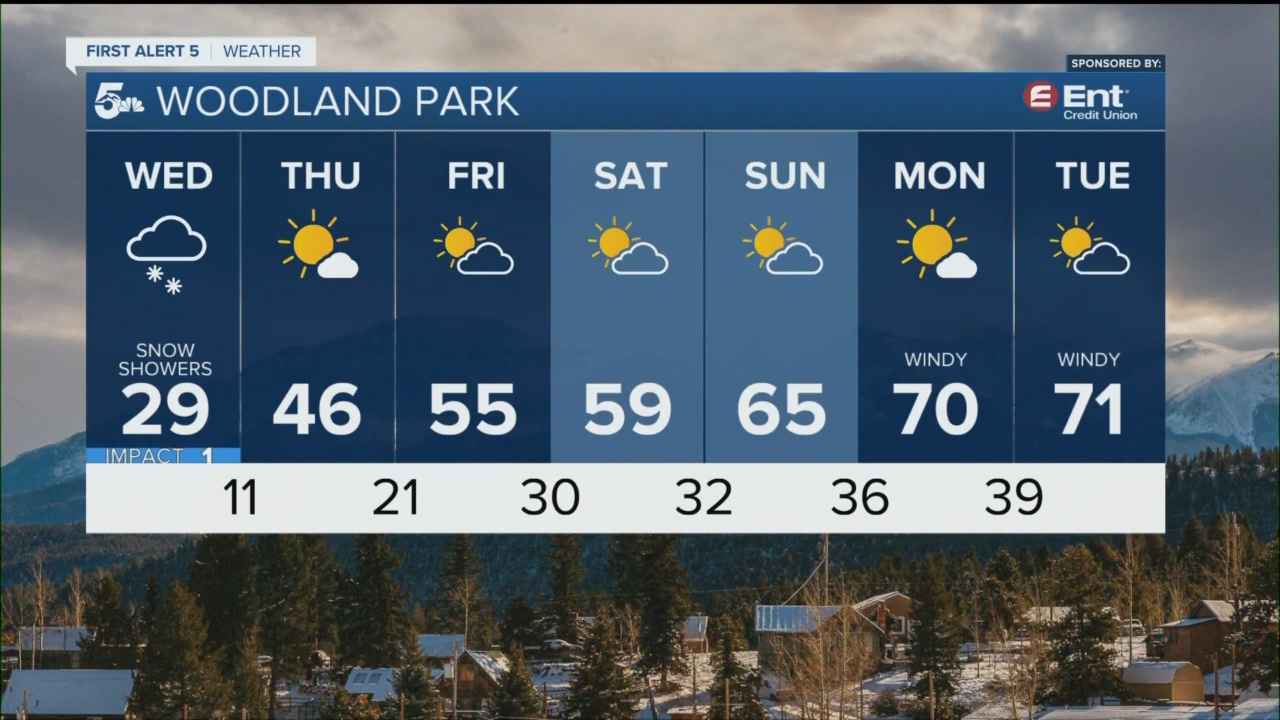 FIRST ALERT 5 | WEATHER
SPONSORED BY:
5 WOODLAND PARK
Ent
Credit Union
WED THU FRI SAT SUN MON TUE
SNOW
SHOWERS
WINDY WINDY
29 46 55 59 65 70 71
IMPACT 1
11 21 30 32 36 39